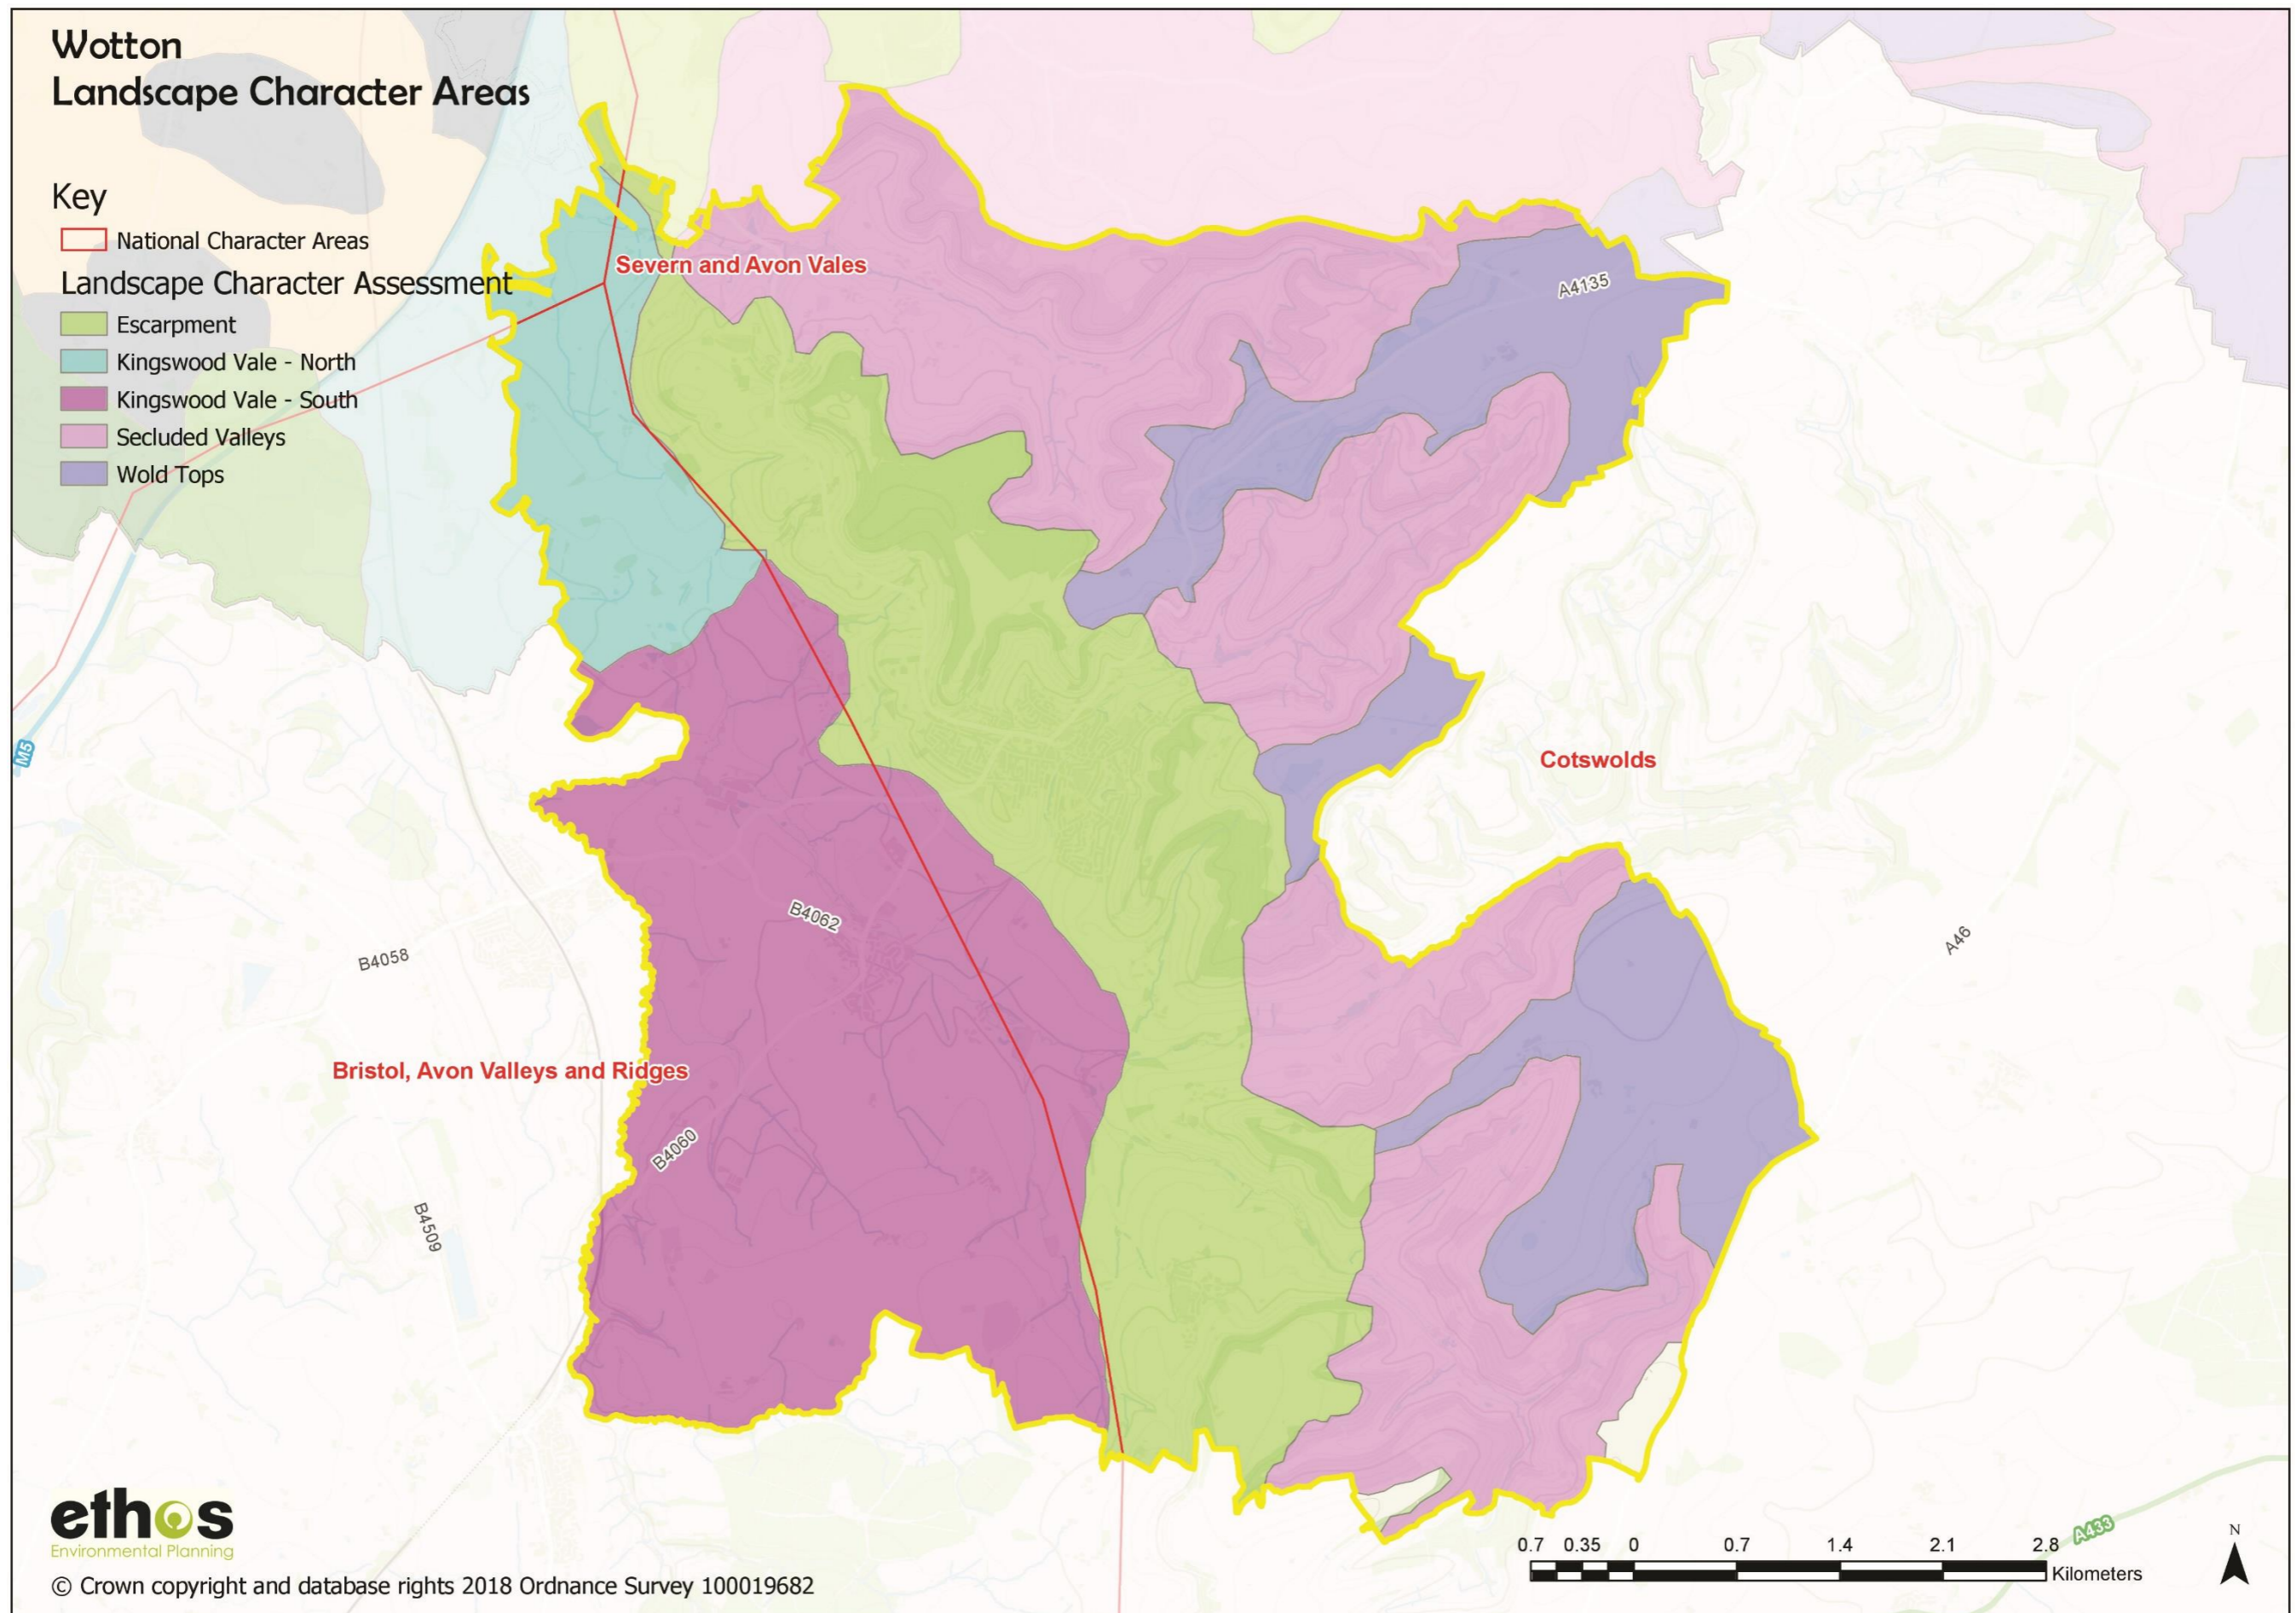 Wotton
Landscape Character Areas
Key
National Character Areas
Landscape Character Assessment
Escarpment
Kingswood Vale - North
Kingswood Vale - South
Secluded Valleys
Wold Tops
Severn and Avon Vales
A4135
M5
Cotswolds
B4062
A46
B4058
Bristol, Avon Valleys and Ridges
B4060
B4509
A433
ethos
Environmental Planning
© Crown copyright and database rights 2018 Ordnance Survey 100019682
0.7 0.35 0 0.7 1.4 2.1 2.8
Kilometers
N